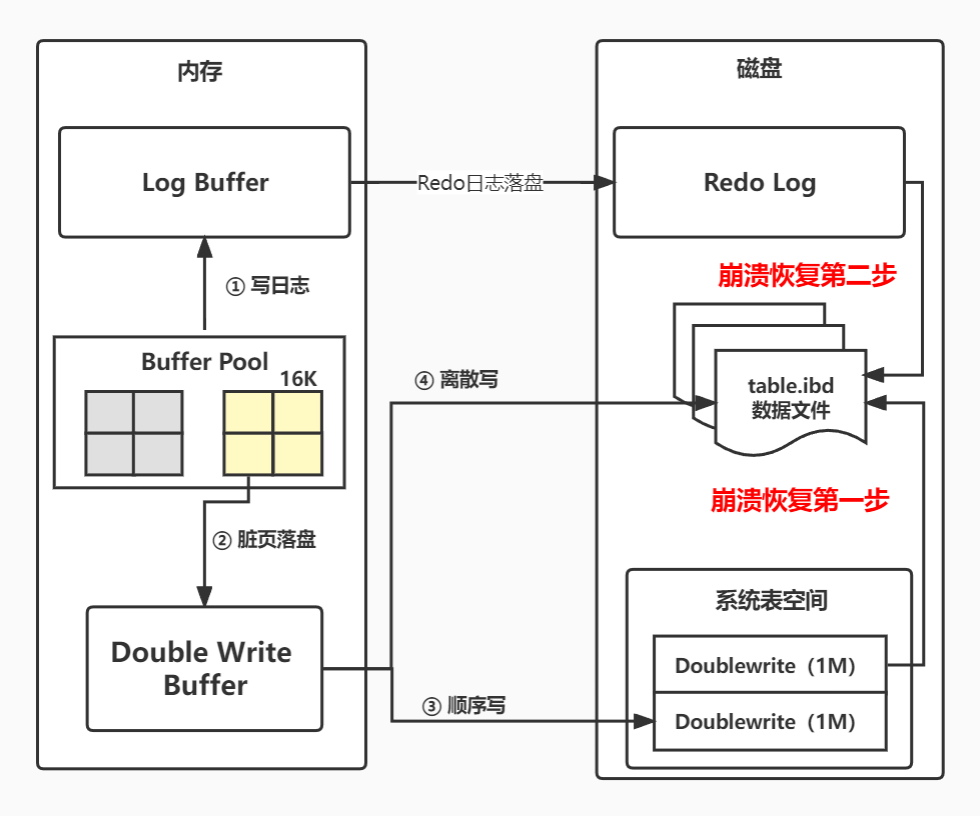 内存
磁盘
Log Buffer
Redo日志落盘
Redo Log
① 写日志
崩溃恢复第二步
Buffer Pool
16K
④ 离散写
table.ibd
数据文件
崩溃恢复第一步
② 脏页落盘
系统表空间
Double Write
Buffer
Doublewrite（1M）
③ 顺序写
Doublewrite（1M）